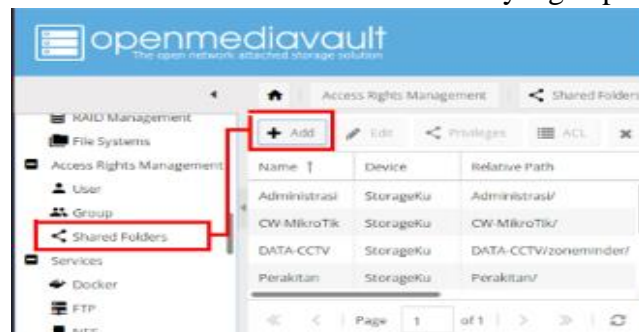 openmediavault
The open network attached storage solution
Access Rights Management
Shared Folders
RAID Management
File Systems
Access Rights Management
User
Group
Shared Folders
Services
Docker
FTP
Add
Edit
Privileges
ACL
Name
Device
Relative Path
Administrasi
StorageKu
Administrasi/
CW-MikroTik
StorageKu
CW-MikroTik/
DATA-CCTV
StorageKu
DATA-CCTV/zoneminder/
Perakitan
StorageKu
Perakitan/
Page 1 of 1